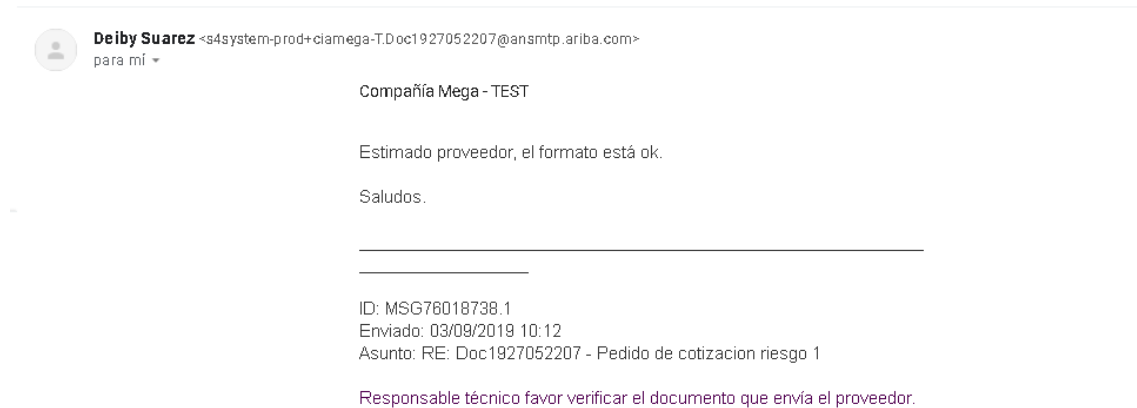 Deiby Suarez <s4system-prod+ciamega-T.Doc1927052207@ansmtp.ariba.com>
para mí
Compañía Mega - TEST
Estimado proveedor, el formato está ok.
Saludos.
ID: MSG76018738.1
Enviado: 03/09/2019 10:12
Asunto: RE: Doc1927052207 - Pedido de cotizacion riesgo 1
Responsable técnico favor verificar el documento que envía el proveedor.